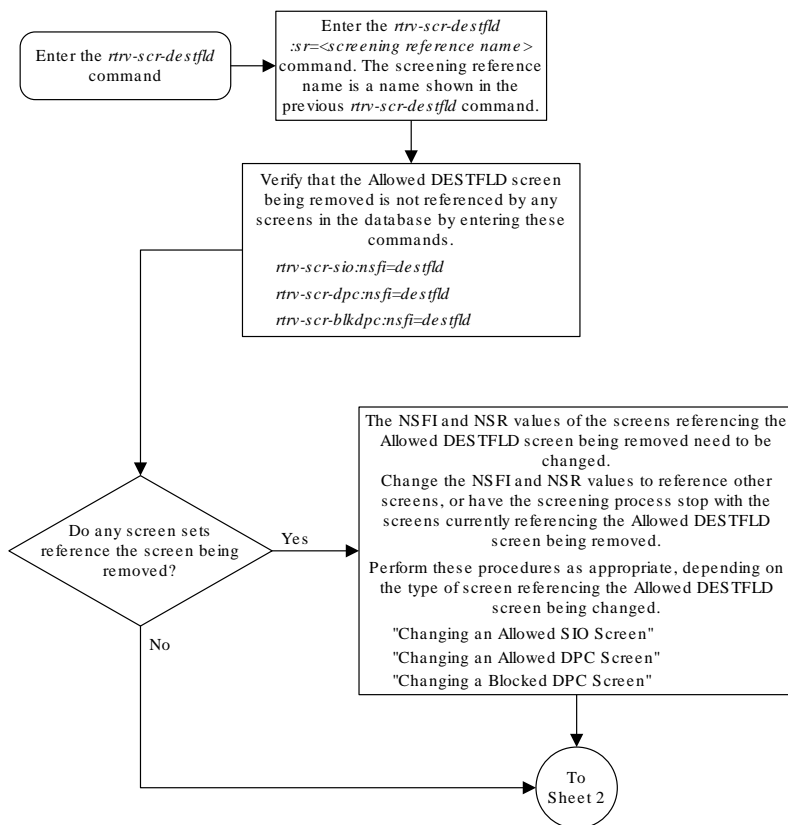 Enter the rtrv-scr-destfld
command
Enter the rtrv-scr-destfld
:sr=<screening reference name>
command. The screening reference
name is a name shown in the
previous rtrv-scr-destfld command.
Verify that the Allowed DESTFLD screen
being removed is not referenced by any
screens in the database by entering these
commands.
rtrv-scr-sio:nsfi=destfld
rtrv-scr-dpc:nsfi=destfld
rtrv-scr-blkdpc:nsfi=destfld
Do any screen sets
reference the screen being
removed?
Yes
No
The NSFI and NSR values of the screens referencing the
Allowed DESTFLD screen being removed need to be
changed.
Change the NSFI and NSR values to reference other
screens, or have the screening process stop with the
screens currently referencing the Allowed DESTFLD
screen being removed.
Perform these procedures as appropriate, depending on
the type of screen referencing the Allowed DESTFLD
screen being changed.
"Changing an Allowed SIO Screen"
"Changing an Allowed DPC Screen"
"Changing a Blocked DPC Screen"
To
Sheet 2